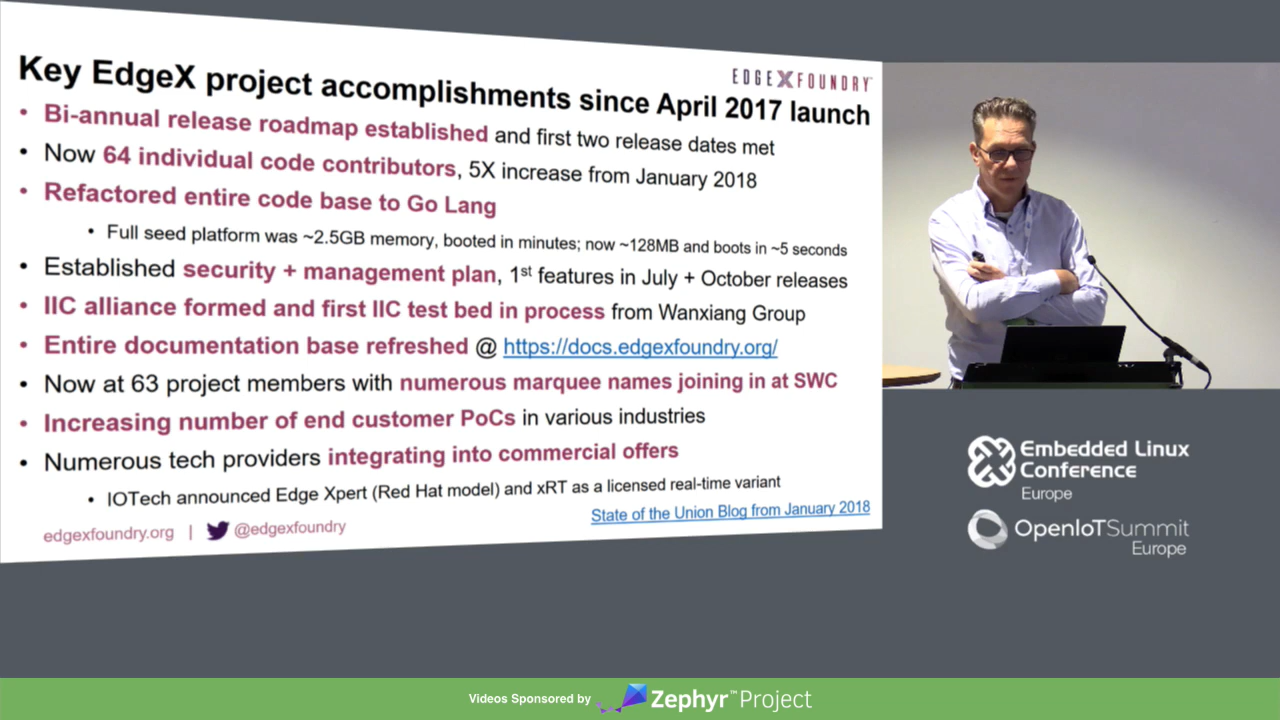 Key EdgeX project accomplishments since April 2017 launch
EDGE X FOUNDRY™
• Bi-annual release roadmap established and first two release dates met
• Now 64 individual code contributors, 5X increase from January 2018
• Refactored entire code base to Go Lang
• Full seed platform was ~2.5GB memory, booted in minutes; now ~128MB and boots in ~5 seconds
• Established security + management plan, 1st features in July + October releases
• IIC alliance formed and first IIC test bed in process from Wanxiang Group
• Entire documentation base refreshed @ https://docs.edgexfoundry.org/
• Now at 63 project members with numerous marquee names joining in at SWC
• Increasing number of end customer PoCs in various industries
• Numerous tech providers integrating into commercial offers
• IOTech announced Edge Xpert (Red Hat model) and xRT as a licensed real-time variant
State of the Union Blog from January 2018
edgexfoundry.org | @edgexfoundry
Embedded Linux
Conference
Europe
OpenIoTSummit
Europe
Videos Sponsored by Zephyr™Project